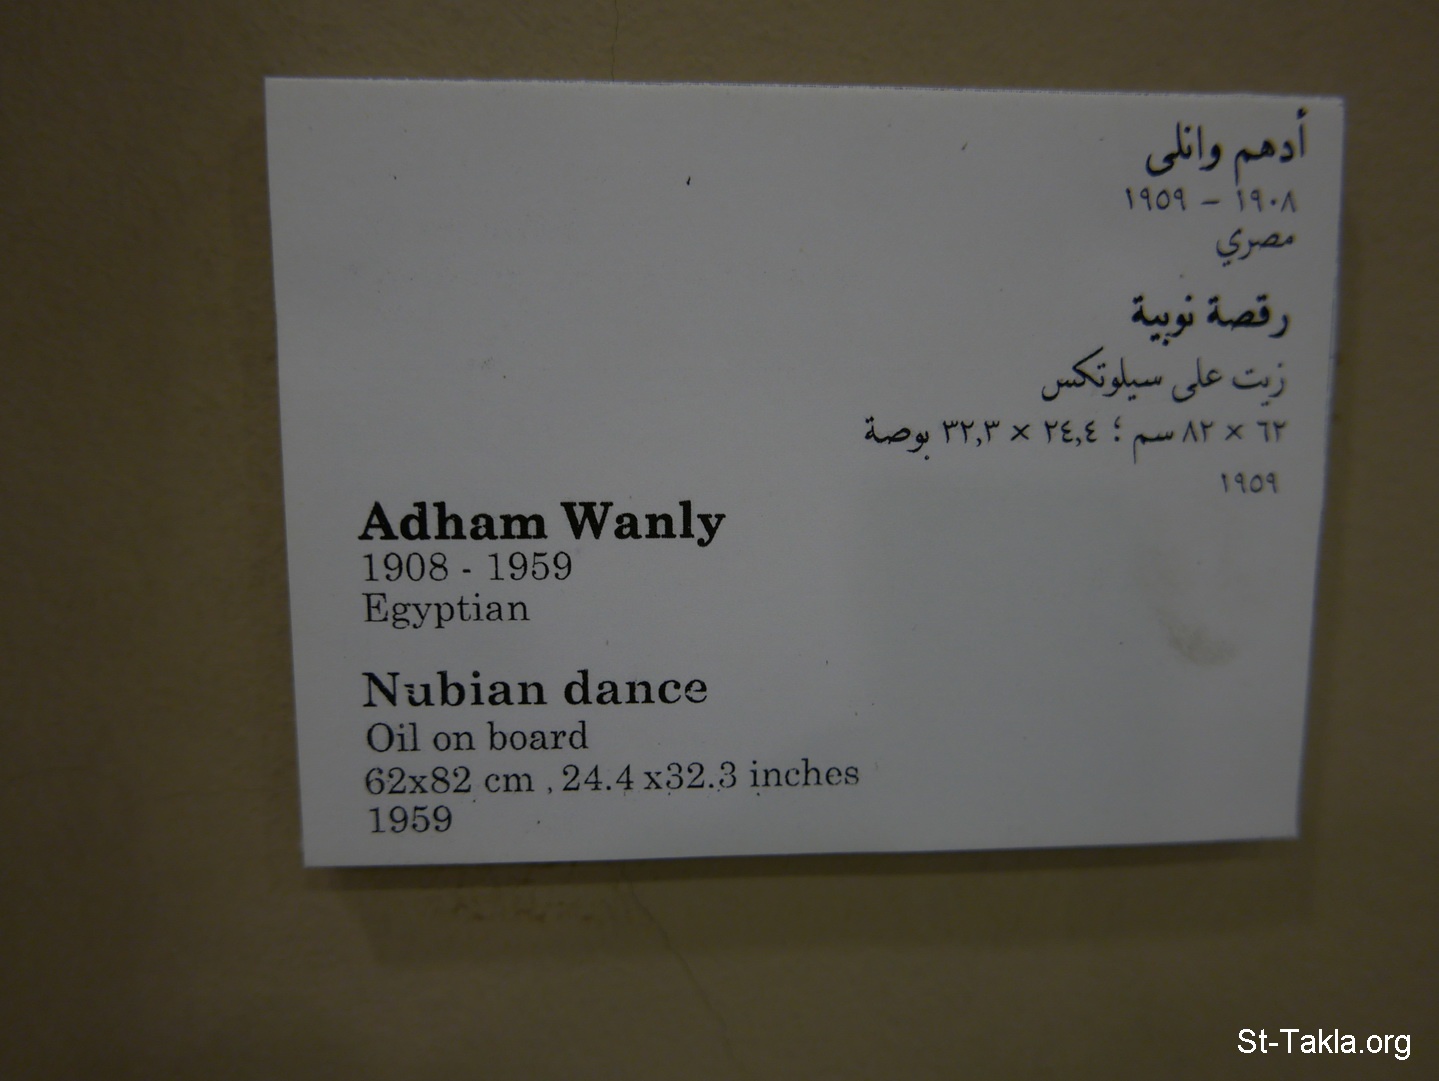 أدهم وانلى
١٩٠٨ – ١٩٥٩
مصري
رقصة نوبية
زيت على سيلوتكس
٦٢ × ٨٢ سم ؛ ٢٤,٤ × ٣٢,٣ بوصة
١٩٥٩
Adham Wanly
1908 - 1959
Egyptian
Nubian dance
Oil on board
62x82 cm , 24.4 x32.3 inches
1959
St-Takla.org